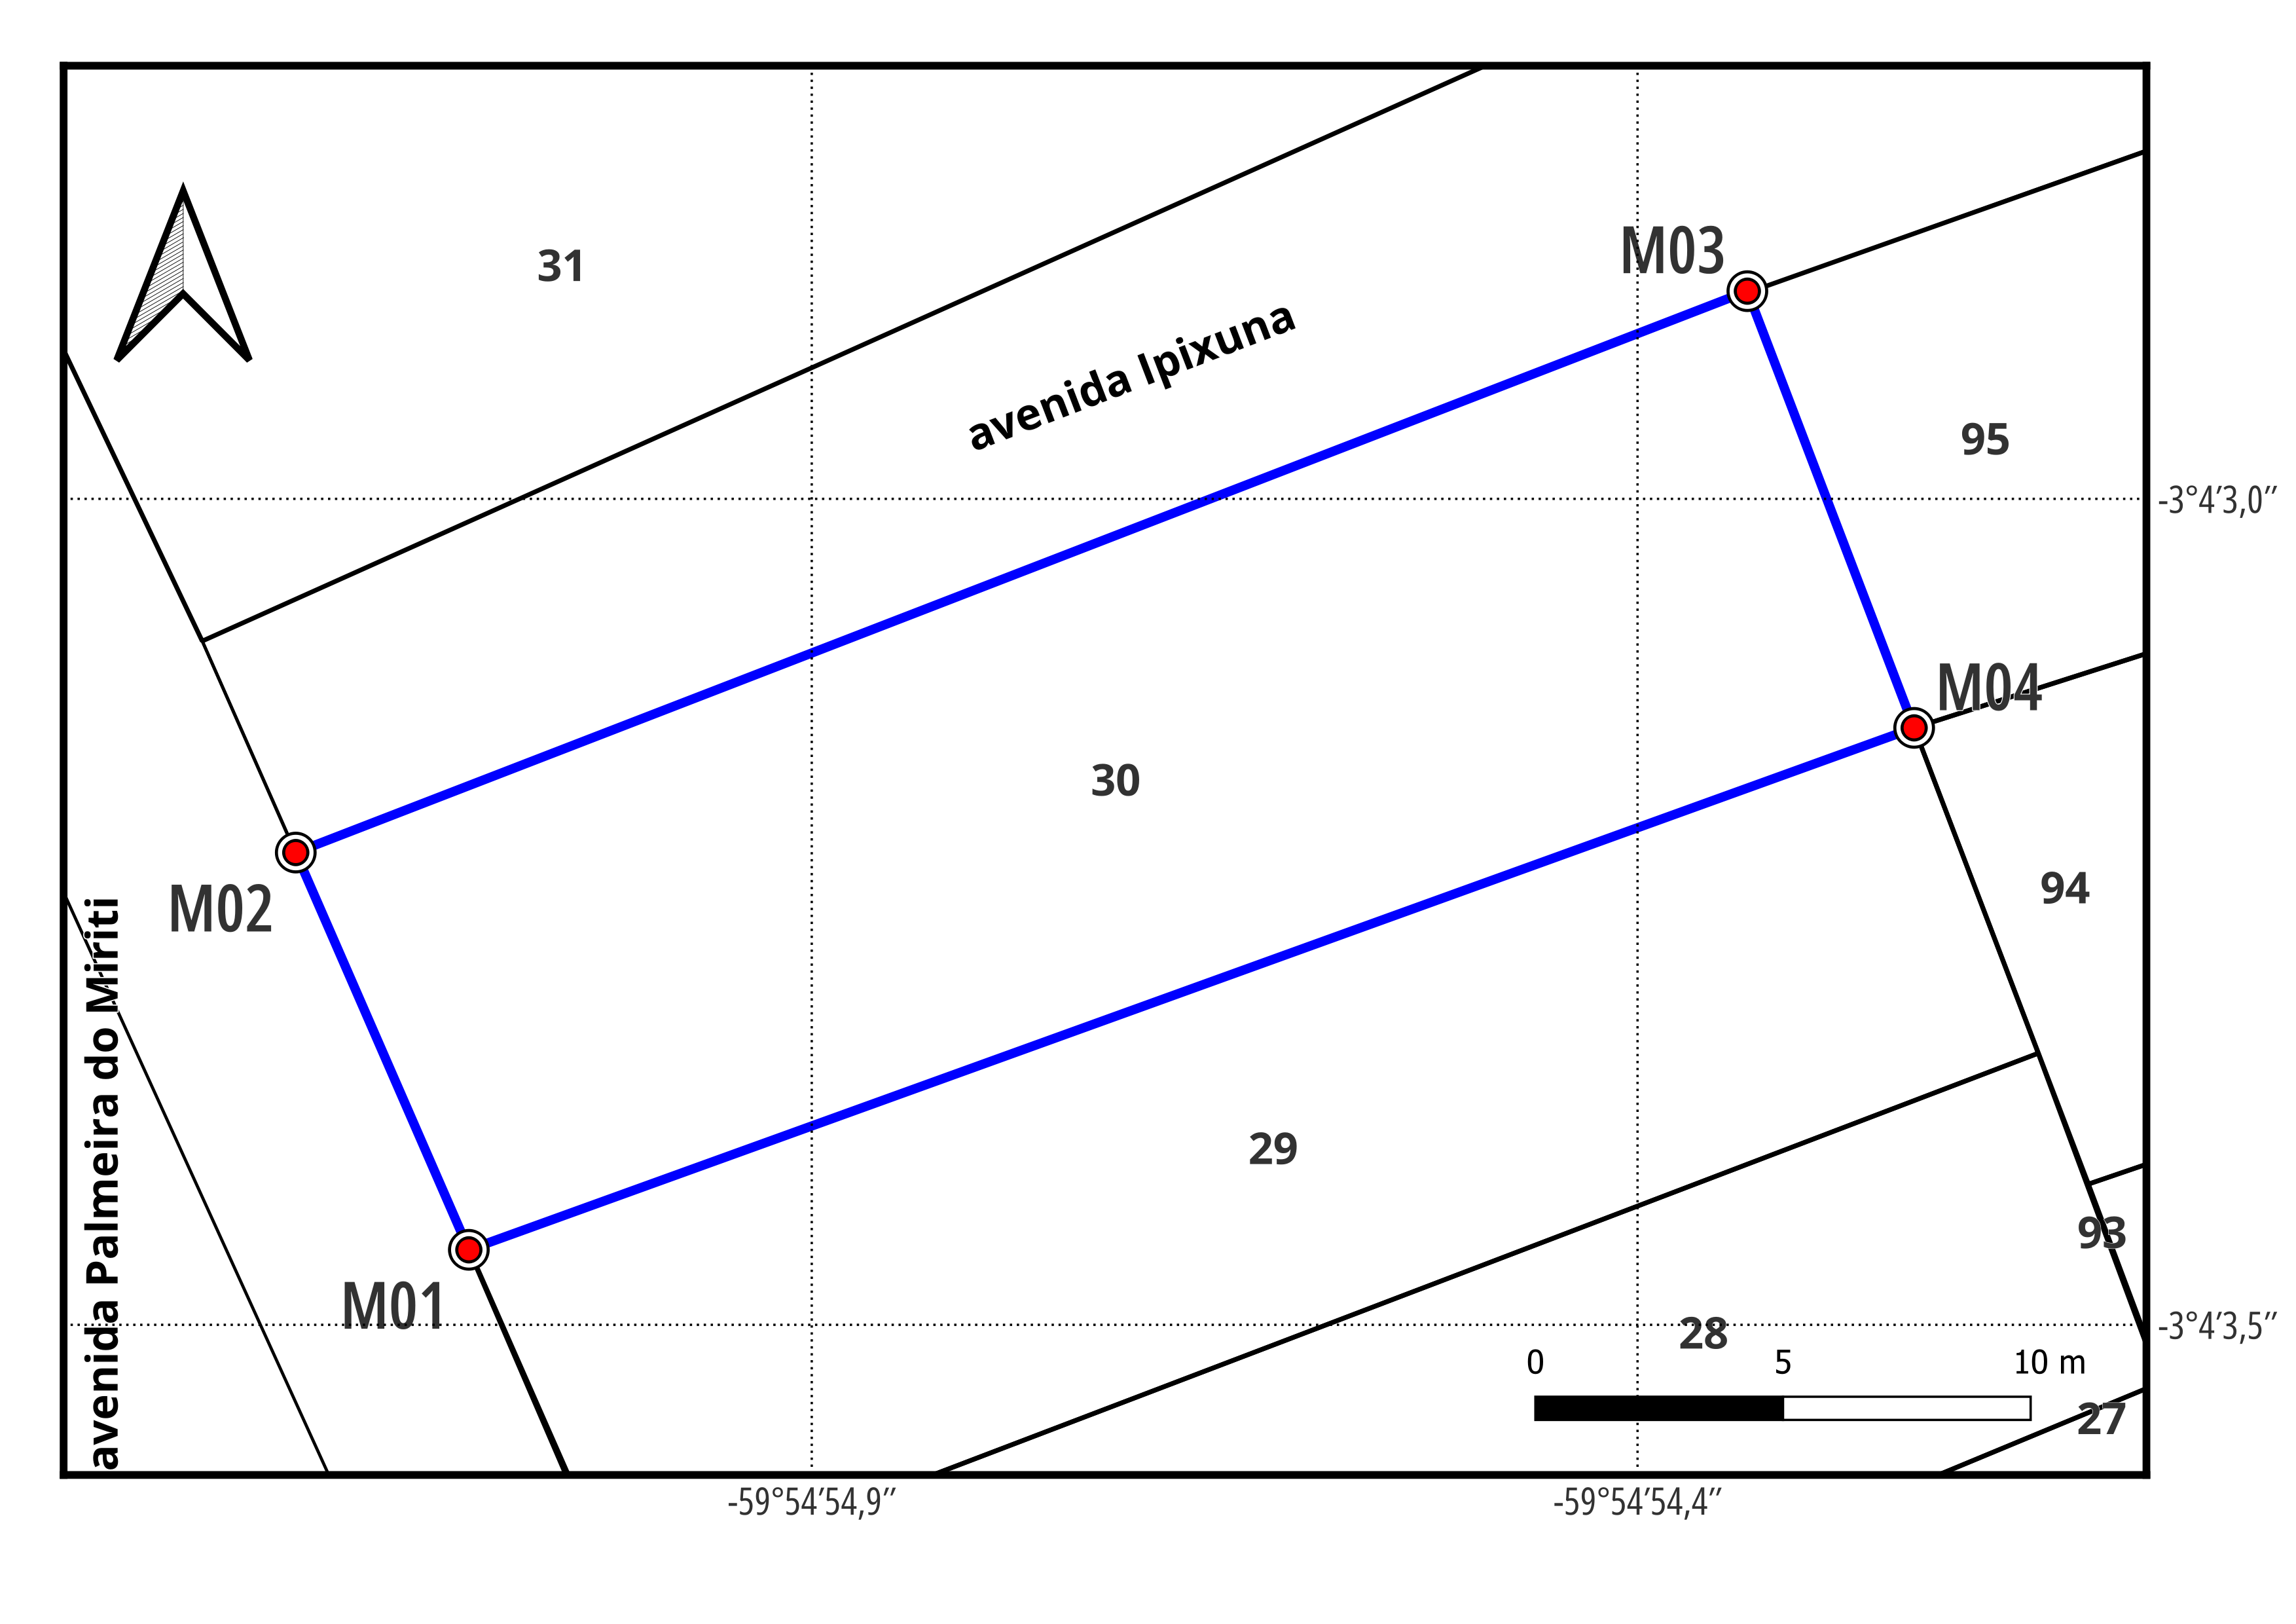 M03
31
avenida Ipixuna
95
-3°4′3,0″
M04
30
94
M02
avenida Palmeira do Miriti
29
93
M01
-3°4′3,5″
28
0 5 10 m
27
-59°54′54,9″
-59°54′54,4″